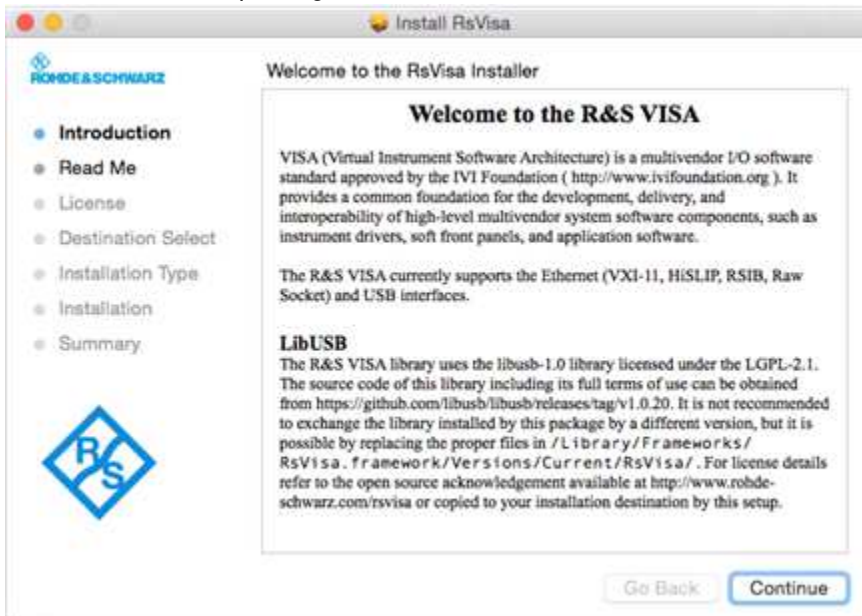 Install RsVisa
ROHDE & SCHWARZ
Welcome to the RsVisa Installer
Introduction
Read Me
License
Destination Select
Installation Type
Installation
Summary
R&S
Welcome to the R&S VISA
VISA (Virtual Instrument Software Architecture) is a multivendor I/O software
standard approved by the IVI Foundation ( http://www.ivifoundation.org ). It
provides a common foundation for the development, delivery, and
interoperability of high-level multivendor system software components, such as
instrument drivers, soft front panels, and application software.
The R&S VISA currently supports the Ethernet (VXI-11, HiSLIP, RSIB, Raw
Socket) and USB interfaces.
LibUSB
The R&S VISA library uses the libusb-1.0 library licensed under the LGPL-2.1.
The source code of this library including its full terms of use can be obtained
from https://github.com/libusb/libusb/releases/tag/v1.0.20. It is not recommended
to exchange the library installed by this package by a different version, but it is
possible by replacing the proper files in /Library/Frameworks/
RsVisa.framework/Versions/Current/RsVisa/. For license details
refer to the open source acknowledgement available at http://www.rohde-
schwarz.com/rsvisa or copied to your installation destination by this setup.
Go Back
Continue